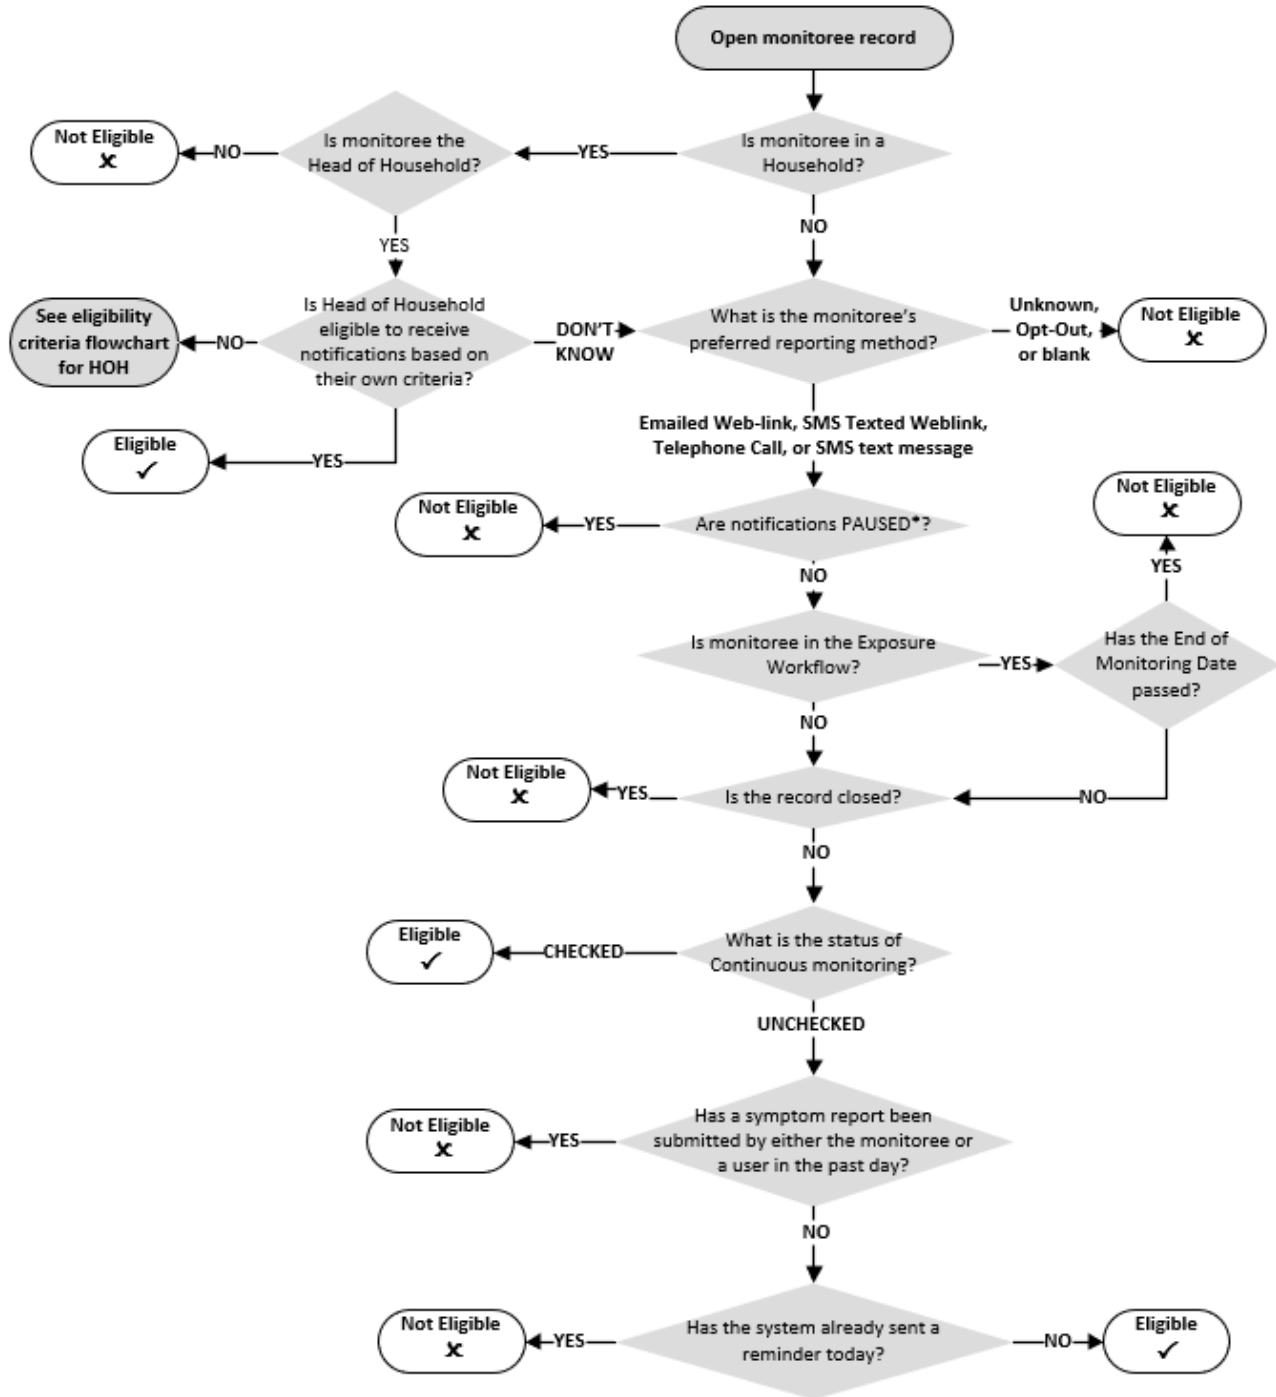 Open monitoree record
Not Eligible
✗
NO
Is monitoree the
Head of Household?
YES
Is monitoree in a
Household?
YES
NO
See eligibility
criteria flowchart
for HOH
NO
Is Head of Household
eligible to receive
notifications based on
their own criteria?
DON'T
KNOW
What is the monitoree's
preferred reporting method?
Unknown,
Opt-Out,
or blank
Not Eligible
✗
Eligible
✓
YES
Emailed Web-link, SMS Texted Weblink,
Telephone Call, or SMS text message
Not Eligible
✗
YES
Are notifications PAUSED*?
Not Eligible
✗
YES
NO
Is monitoree in the Exposure
Workflow?
YES
Has the End of
Monitoring Date
passed?
NO
Not Eligible
✗
YES
Is the record closed?
NO
NO
Eligible
✓
CHECKED
What is the status of
Continuous monitoring?
UNCHECKED
Not Eligible
✗
YES
Has a symptom report been
submitted by either the monitoree or
a user in the past day?
NO
Not Eligible
✗
YES
Has the system already sent a
reminder today?
NO
Eligible
✓